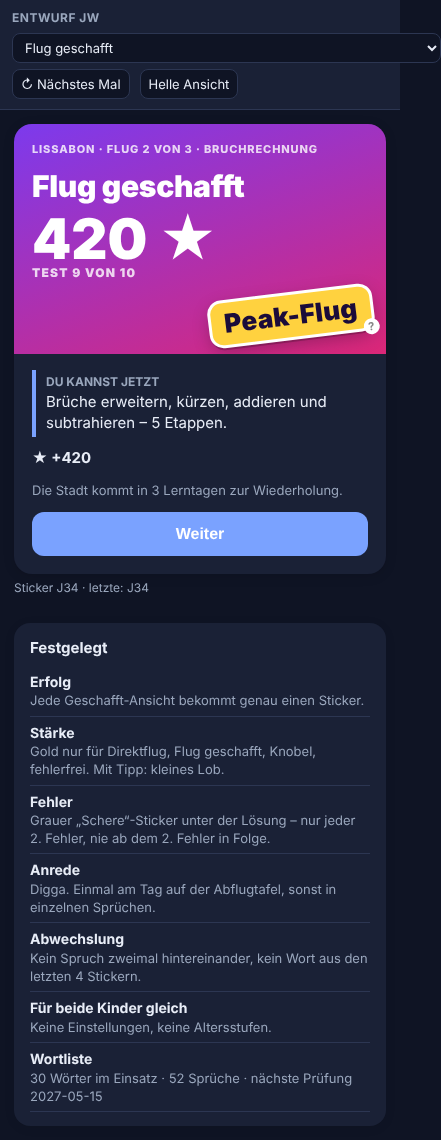 ENTWURF JW
Flug geschafft
↻ Nächstes Mal
Helle Ansicht
LISSABON · FLUG 2 VON 3 · BRUCHRECHNUNG
Flug geschafft
420 ★
TEST 9 VON 10
Peak-Flug
?
DU KANNST JETZT
Brüche erweitern, kürzen, addieren und
subtrahieren – 5 Etappen.
★ +420
Die Stadt kommt in 3 Lerntagen zur Wiederholung.
Weiter
Sticker J34 · letzte: J34
Festgelegt
Erfolg
Jede Geschafft-Ansicht bekommt genau einen Sticker.
Stärke
Gold nur für Direktflug, Flug geschafft, Knobel,
fehlerfrei. Mit Tipp: kleines Lob.
Fehler
Grauer „Schere“-Sticker unter der Lösung – nur jeder
2. Fehler, nie ab dem 2. Fehler in Folge.
Anrede
Digga. Einmal am Tag auf der Abflugtafel, sonst in
einzelnen Sprüchen.
Abwechslung
Kein Spruch zweimal hintereinander, kein Wort aus den
letzten 4 Stickern.
Für beide Kinder gleich
Keine Einstellungen, keine Altersstufen.
Wortliste
30 Wörter im Einsatz · 52 Sprüche · nächste Prüfung
2027-05-15